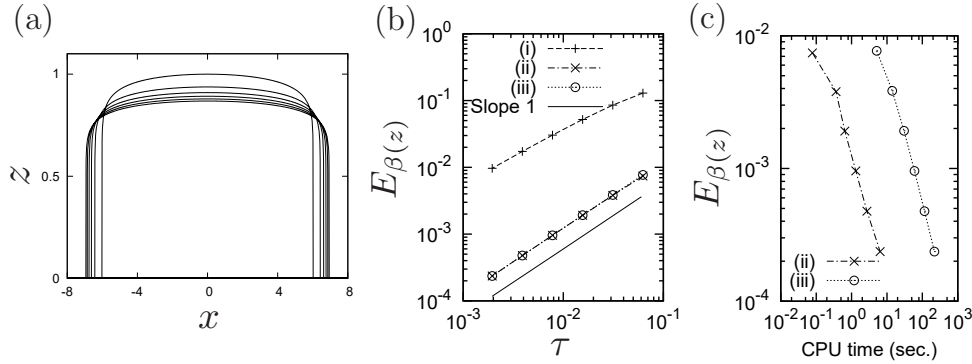 (a)
1
0.5
0
-8
-4
0
4
8
z
x
(b)
10^0
10^-1
10^-2
10^-3
10^-4
10^-3
10^-2
10^-1
E_β(z)
τ
(i)
(ii)
(iii)
Slope 1
(c)
10^-2
10^-3
10^-4
10^-2
10^-1
10^0
10^1
10^2
10^3
E_β(z)
CPU time (sec.)
(ii)
(iii)